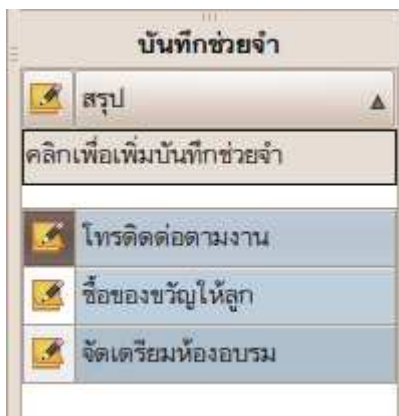 บันทึกช่วยจำ
สรุป
คลิกเพื่อเพิ่มบันทึกช่วยจำ
โทรติดต่อตามงาน
ซื้อของขวัญให้ลูก
จัดเตรียมห้องอบรม